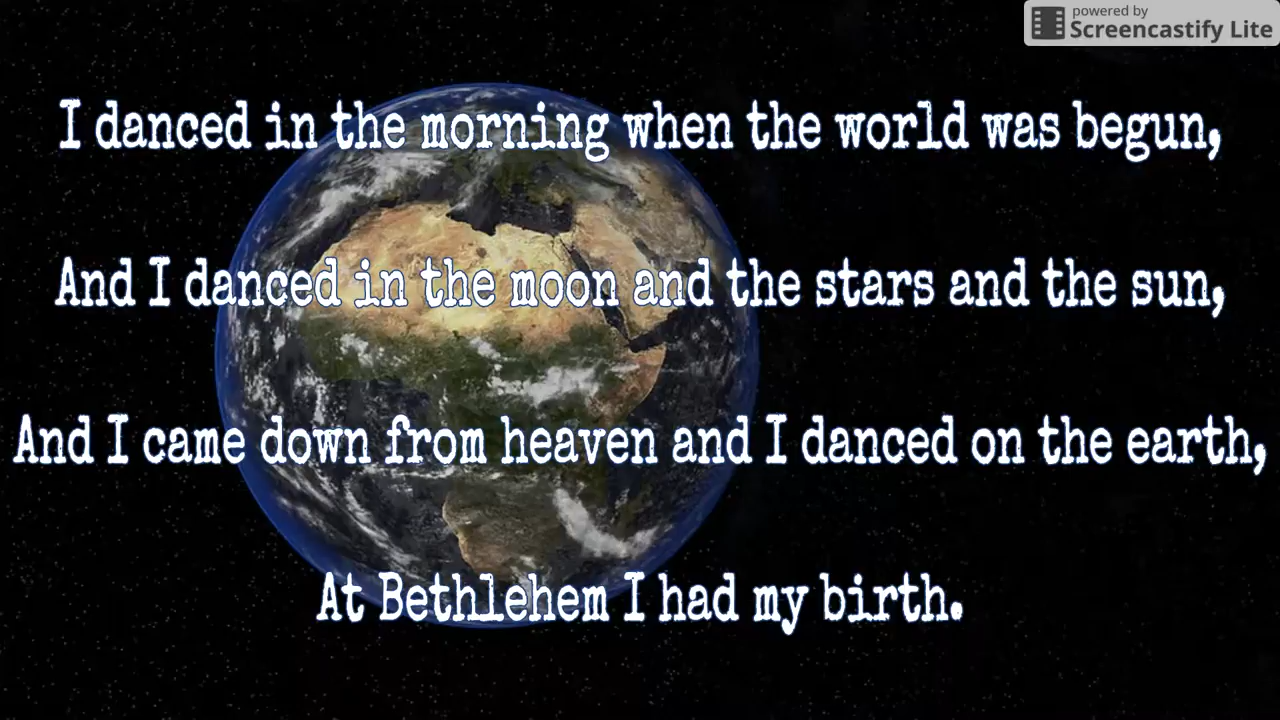 powered by
Screencastify Lite
I danced in the morning when the world was begun,
And I danced in the moon and the stars and the sun,
And I came down from heaven and I danced on the earth,
At Bethlehem I had my birth.